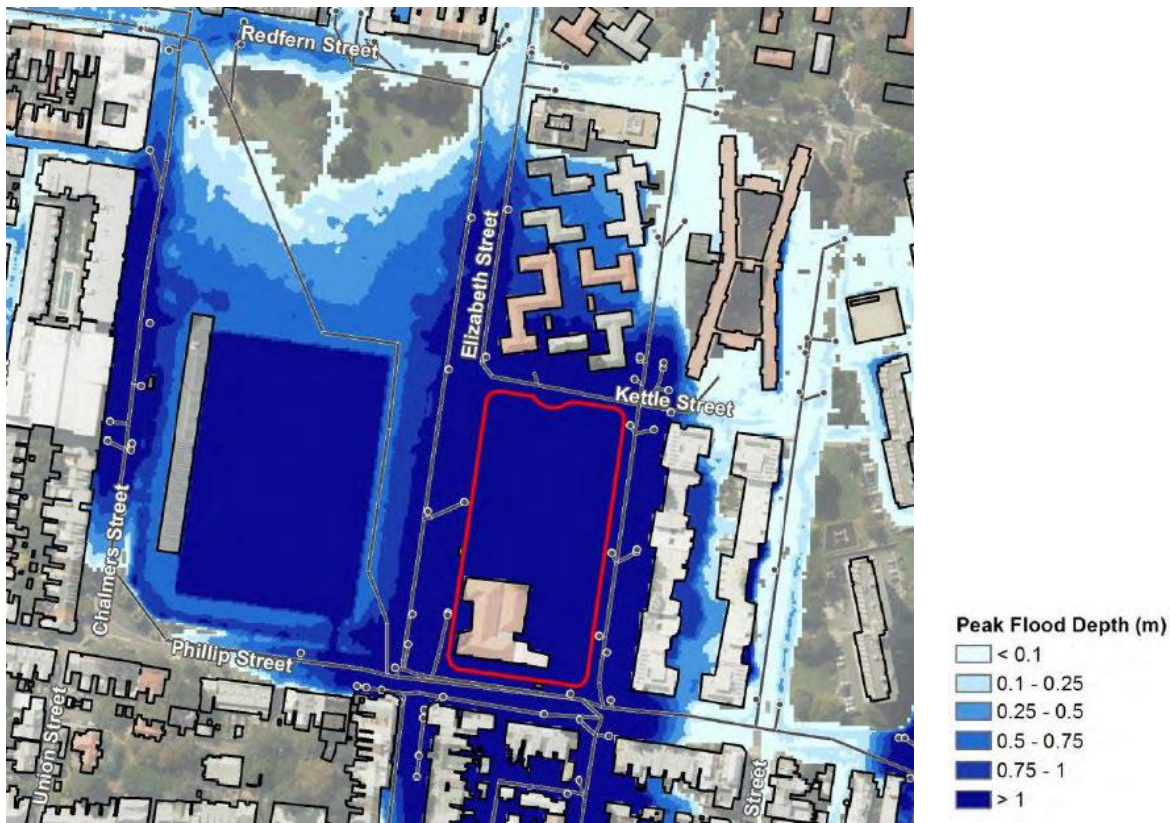 Redfern Street
Elizabeth Street
Kettle Street
Chalmers Street
Phillip Street
Union Street
Street
Peak Flood Depth (m)
< 0.1
0.1 - 0.25
0.25 - 0.5
0.5 - 0.75
0.75 - 1
> 1